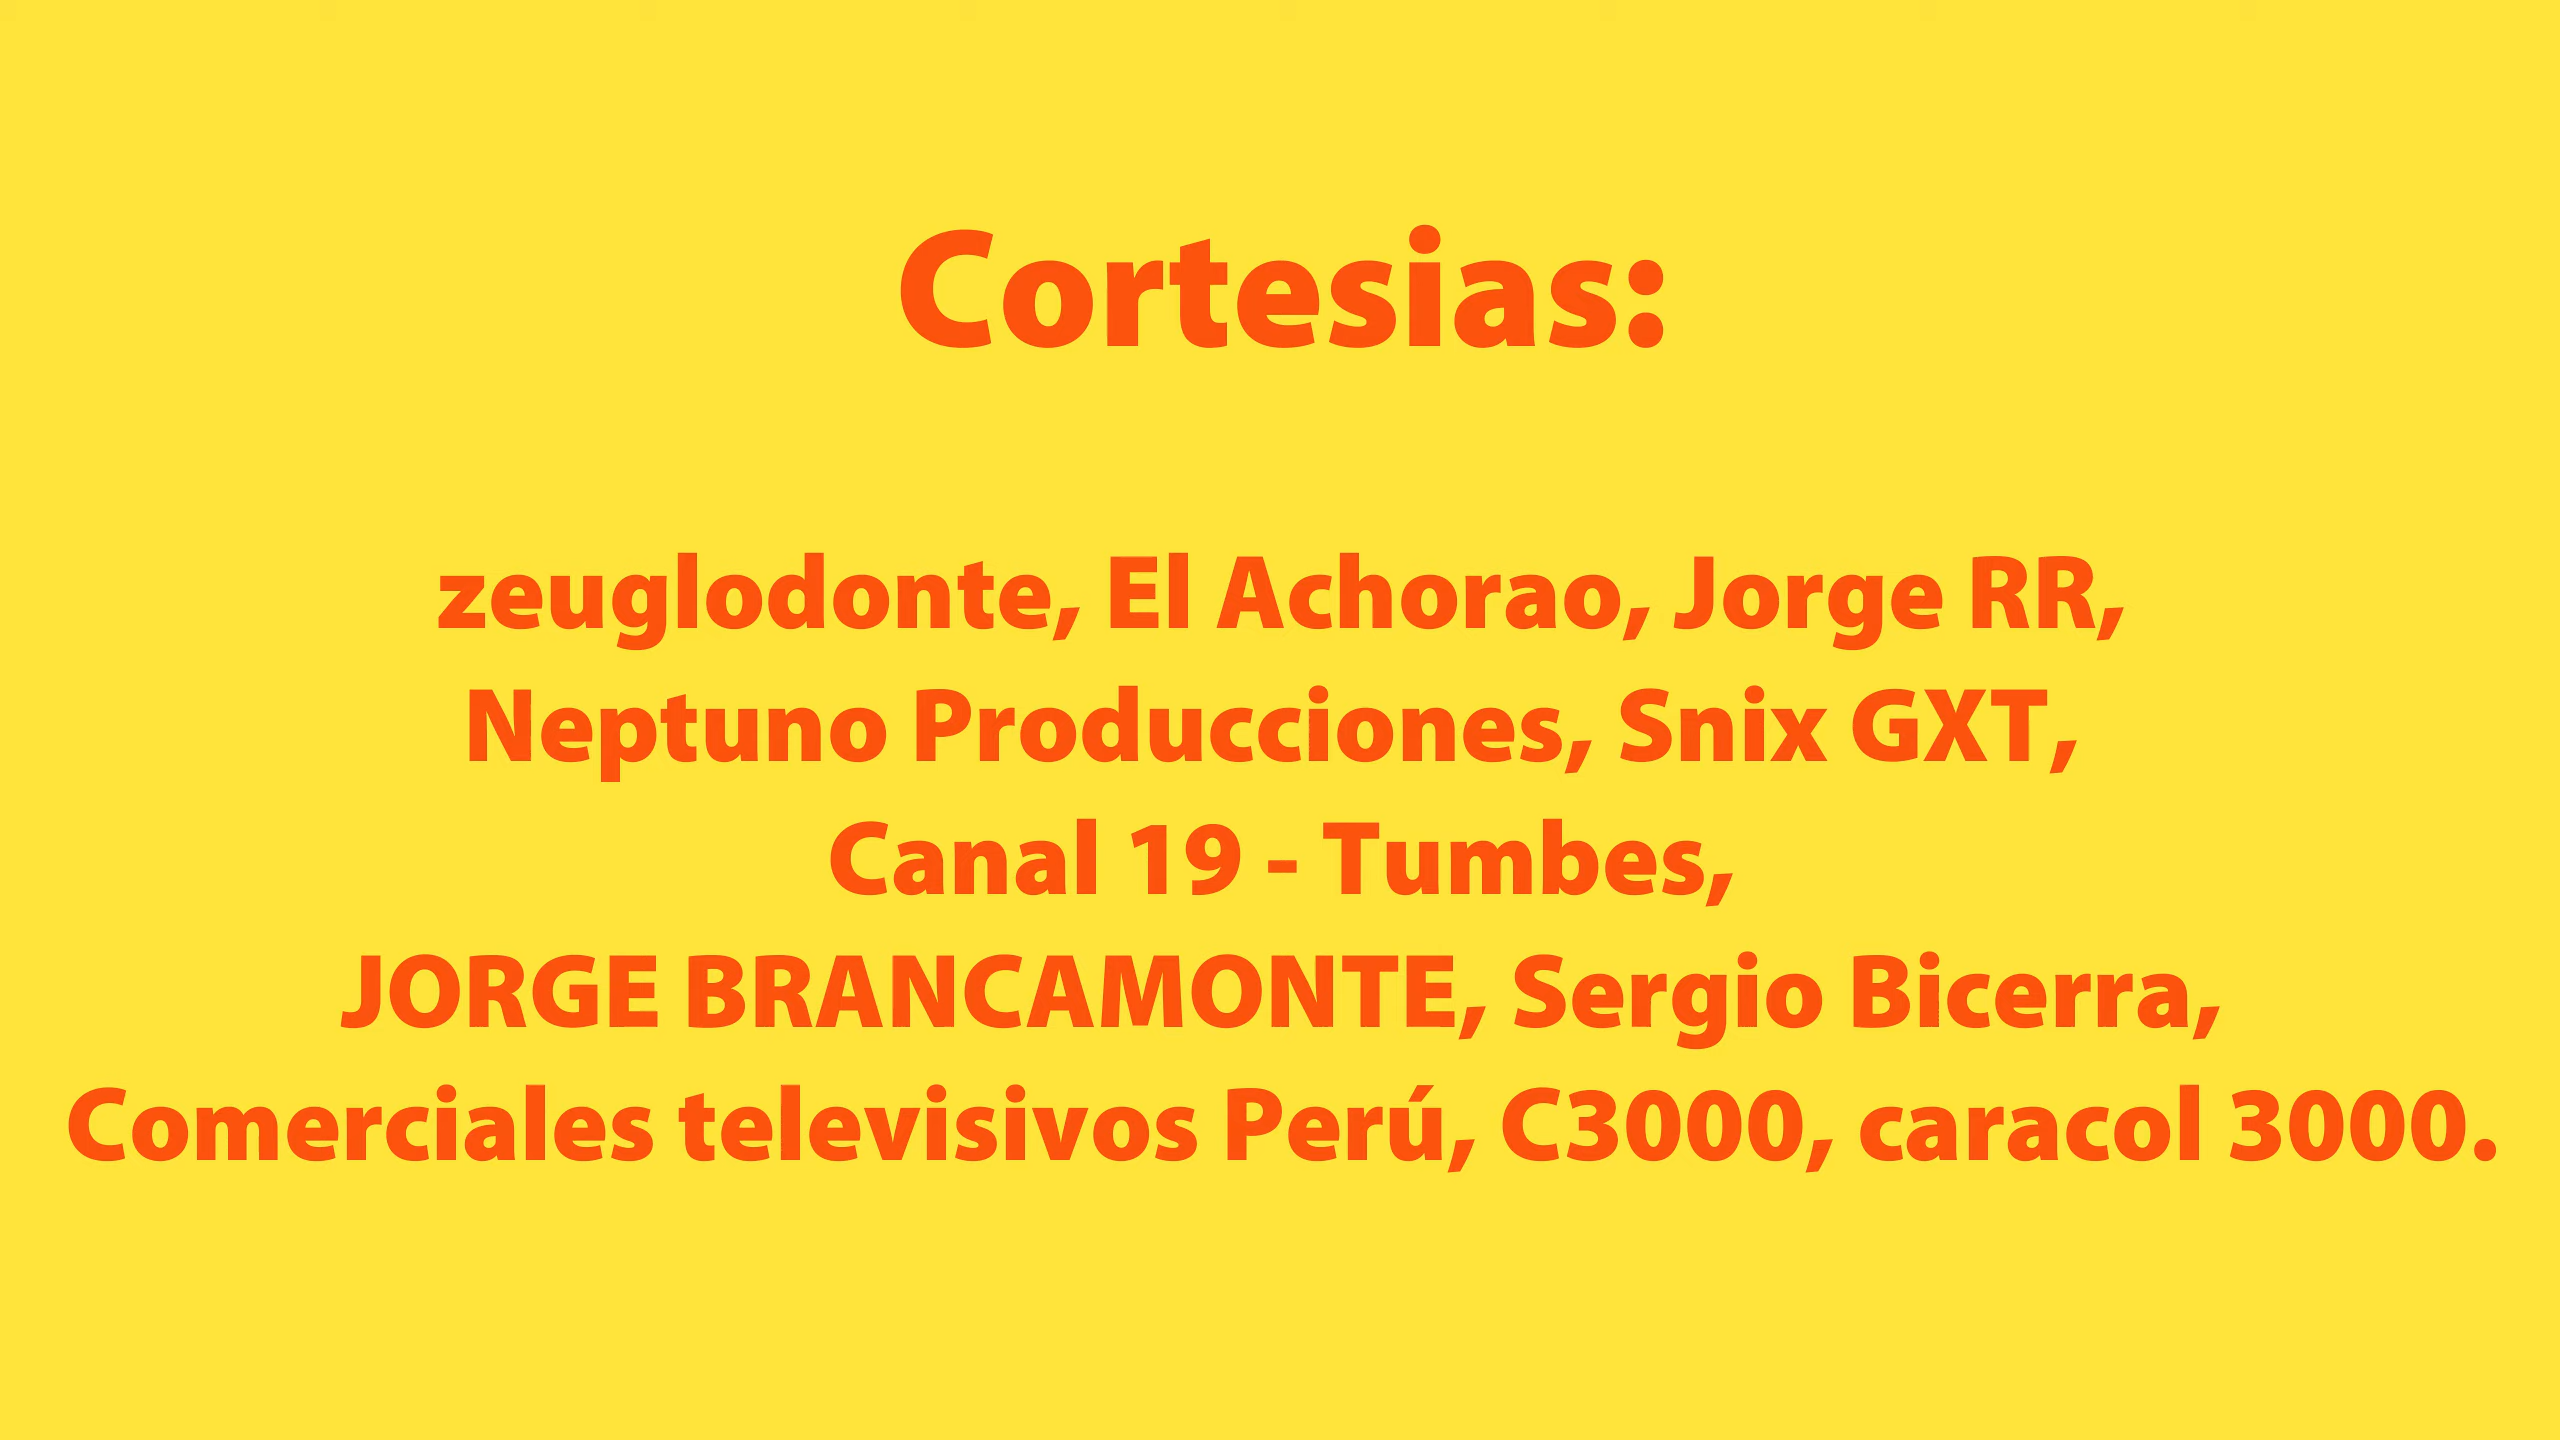 Cortesias:
zeuglodonte, El Achorao, Jorge RR,
Neptuno Producciones, Snix GXT,
Canal 19 - Tumbes,
JORGE BRANCAMONTE, Sergio Bicerra,
Comerciales televisivos Perú, C3000, caracol 3000.